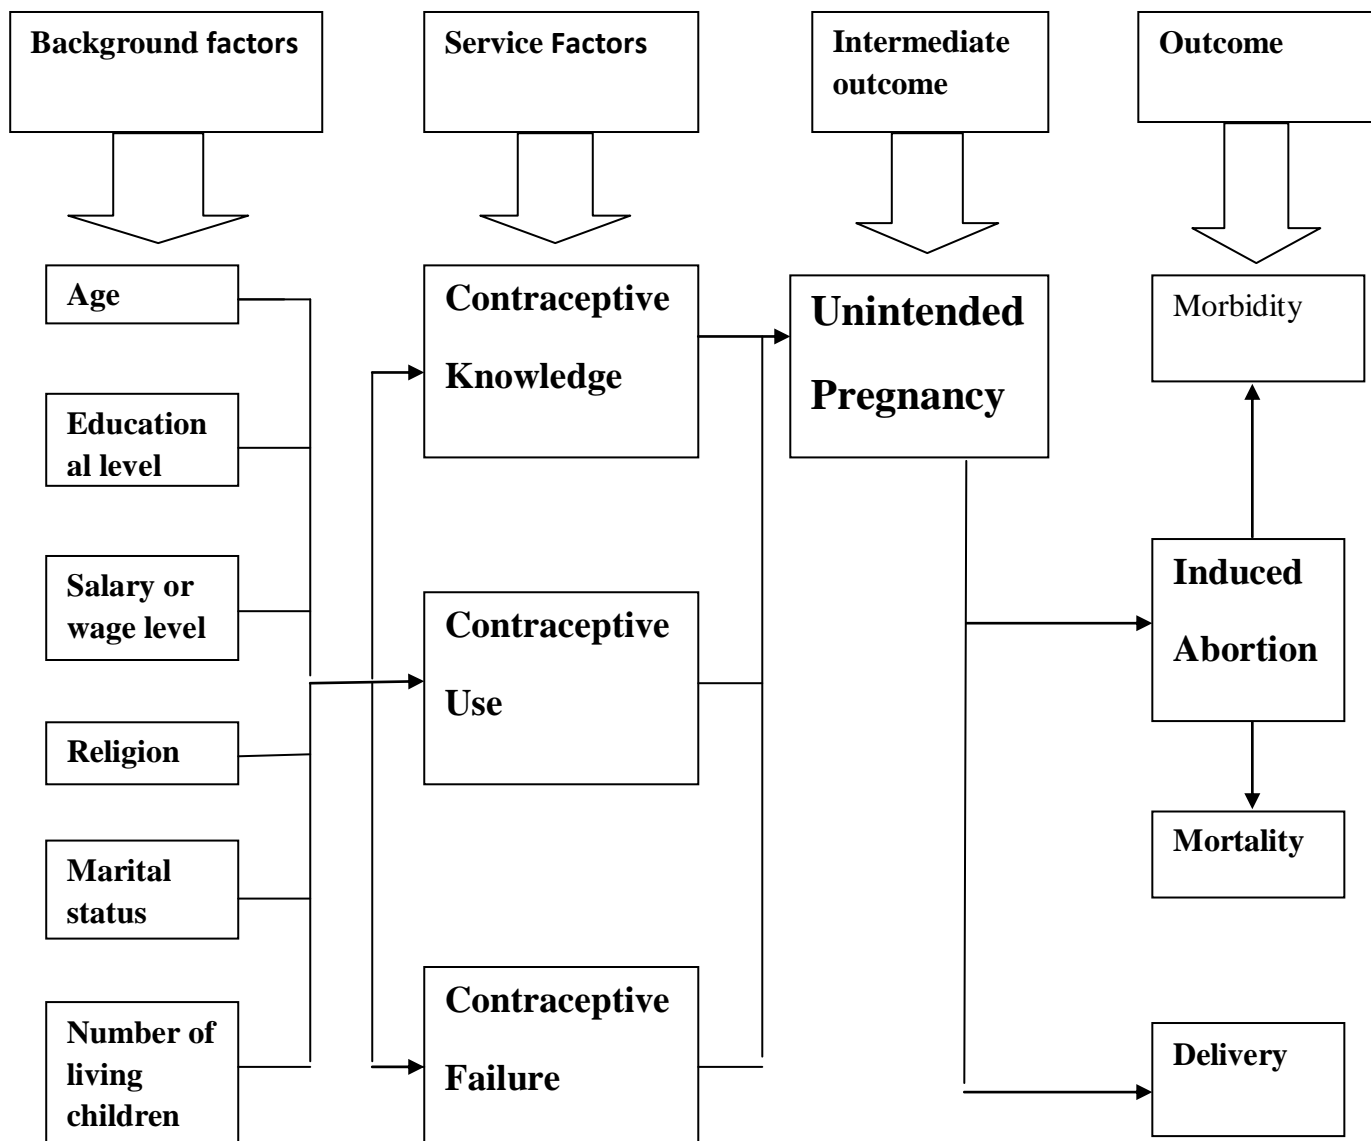 Background factors
Service Factors
Intermediate
outcome
Outcome
Age
Education
al level
Salary or
wage level
Religion
Marital
status
Number of
living
children
Contraceptive
Knowledge
Contraceptive
Use
Contraceptive
Failure
Unintended
Pregnancy
Morbidity
Induced
Abortion
Mortality
Delivery